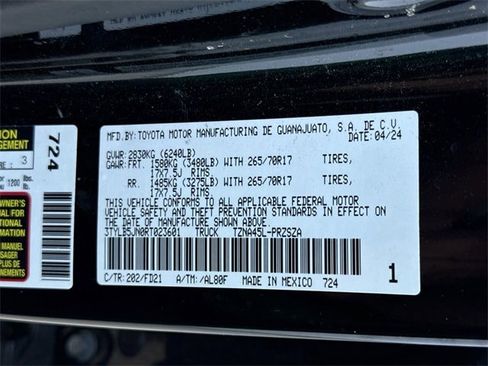 MFD.BY:TOYOTA MOTOR MANUFACTURING DE GUANAJUATO, S.A. DE C.V.
04/24
GVWR: 2830KG (6240LB)
GAWR:FRT. 1580KG (3480LB) WITH 265/70R17 TIRES,
17X7.5J RIMS
RR. 1485KG (3275LB) WITH 265/70R17 TIRES,
17X7.5J RIMS
THIS VEHICLE CONFORMS TO ALL APPLICABLE FEDERAL MOTOR
VEHICLE SAFETY AND THEFT PREVENTION STANDARDS IN EFFECT ON
THE DATE OF MANUFACTURE SHOWN ABOVE.
3TYLB5JN0RT023601 TRUCK TZNA45L-PRZSZA
C/TR: 202/FD21 A/TM: /AL80F MADE IN MEXICO 724
1
724
3
1200